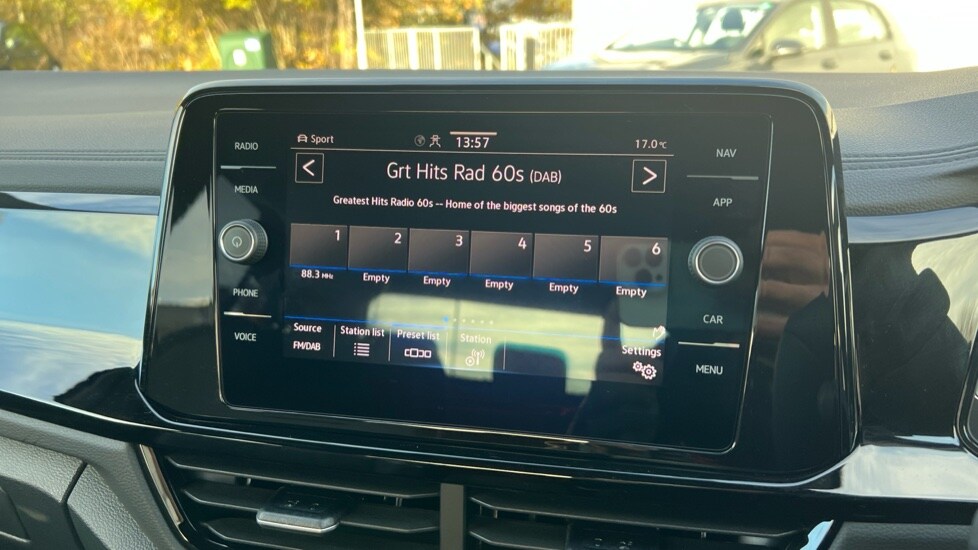 RADIO
MEDIA
PHONE
VOICE
Sport
13:57
17.0°C
< Grt Hits Rad 60s (DAB) >
Greatest Hits Radio 60s -- Home of the biggest songs of the 60s
1 2 3 4 5 6
88.3 MHz Empty Empty Empty Empty Empty
Source Station list Preset list Station Settings
FM/DAB
NAV
APP
CAR
MENU